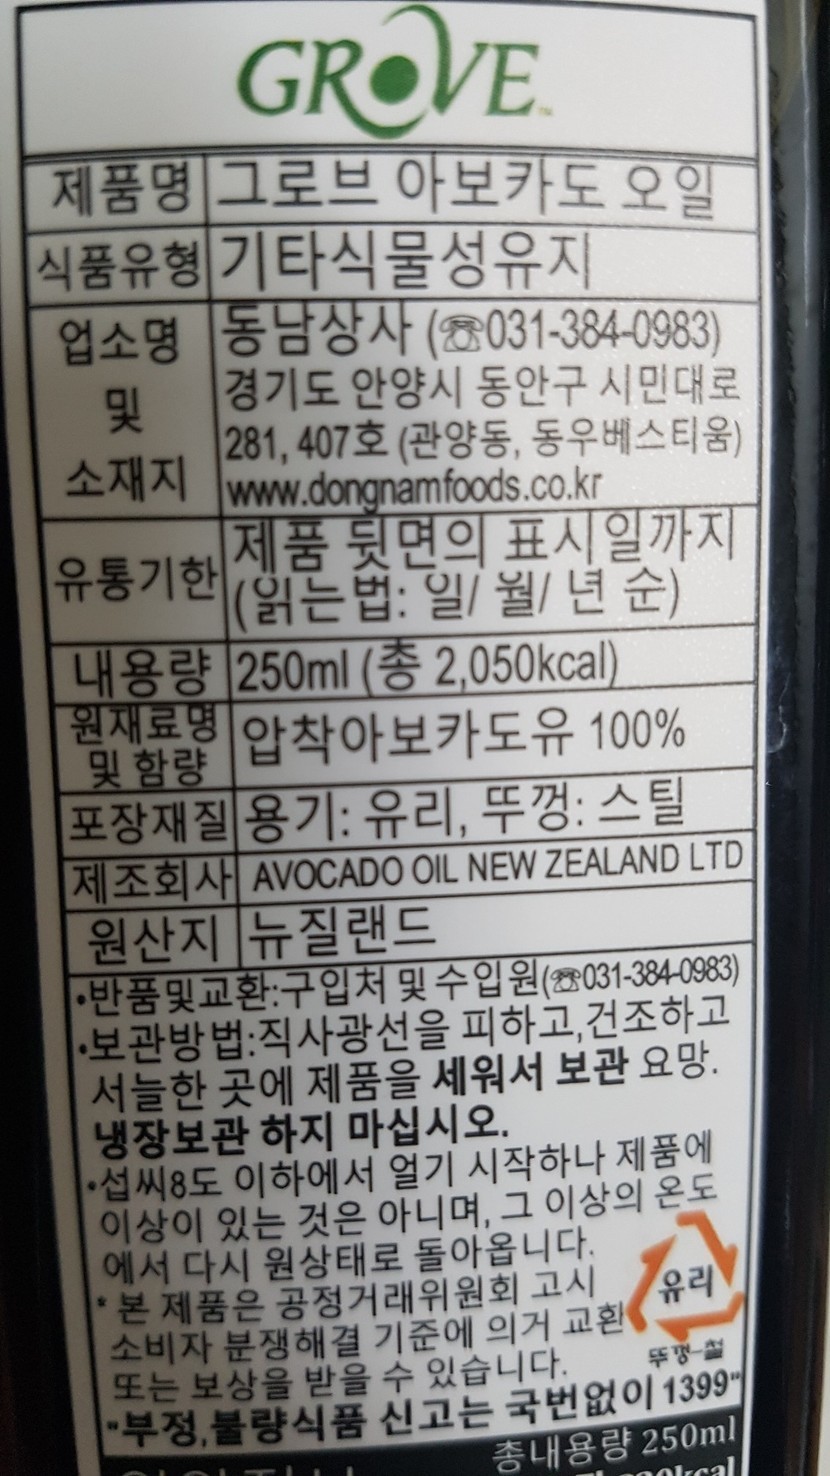 GROVE™
제품명 그로브 아보카도 오일
식품유형 기타식물성유지
업소명 및 소재지 동남상사 (☎031-384-0983)
경기도 안양시 동안구 시민대로
281, 407호 (관양동, 동우베스티움)
www.dongnamfoods.co.kr
유통기한 제품 뒷면의 표시일까지
(읽는법: 일/ 월/ 년 순)
내용량 250ml (총 2,050kcal)
원재료명 및 함량 압착아보카도유 100%
포장재질 용기: 유리, 뚜껑: 스틸
제조회사 AVOCADO OIL NEW ZEALAND LTD
원산지 뉴질랜드
•반품및교환:구입처 및 수입원(☎031-384-0983)
•보관방법:직사광선을 피하고,건조하고
서늘한 곳에 제품을 세워서 보관 요망.
냉장보관 하지 마십시오.
•섭씨8도 이하에서 얼기 시작하나 제품에
이상이 있는 것은 아니며, 그 이상의 온도
에서 다시 원상태로 돌아옵니다.
* 본 제품은 공정거래위원회 고시
소비자 분쟁해결 기준에 의거 교환
또는 보상을 받을 수 있습니다.
유리
뚜껑-철
"부정,불량식품 신고는 국번없이 1399"
총내용량 250ml